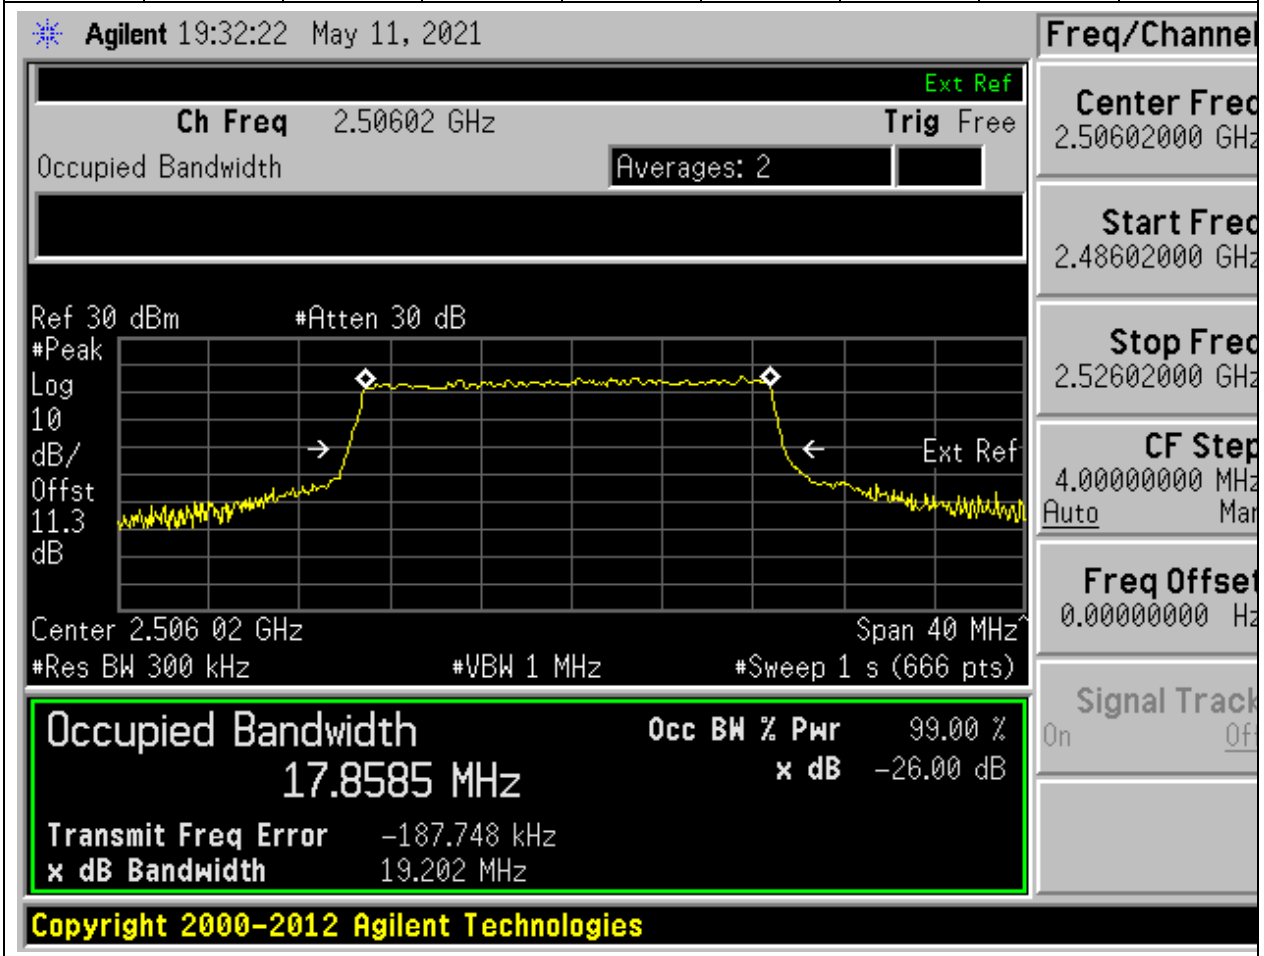 Agilent 19:32:22 May 11, 2021
Freq/Channel
Ext Ref
Ch Freq 2.50602 GHz
Trig Free
Occupied Bandwidth
Averages: 2
Center Freq
2.50602000 GHz
Start Freq
2.48602000 GHz
Stop Freq
2.52602000 GHz
CF Step
4.00000000 MHz
Auto Man
Freq Offset
0.00000000 Hz
Signal Track
On Off
Ref 30 dBm #Atten 30 dB
#Peak
Log
10
dB/
Offst
11.3
dB
Ext Ref
Center 2.506 02 GHz Span 40 MHz^
#Res BW 300 kHz #VBW 1 MHz #Sweep 1 s (666 pts)
Occupied Bandwidth
17.8585 MHz
Occ BW % Pwr 99.00 %
x dB -26.00 dB
Transmit Freq Error -187.748 kHz
x dB Bandwidth 19.202 MHz
Copyright 2000-2012 Agilent Technologies